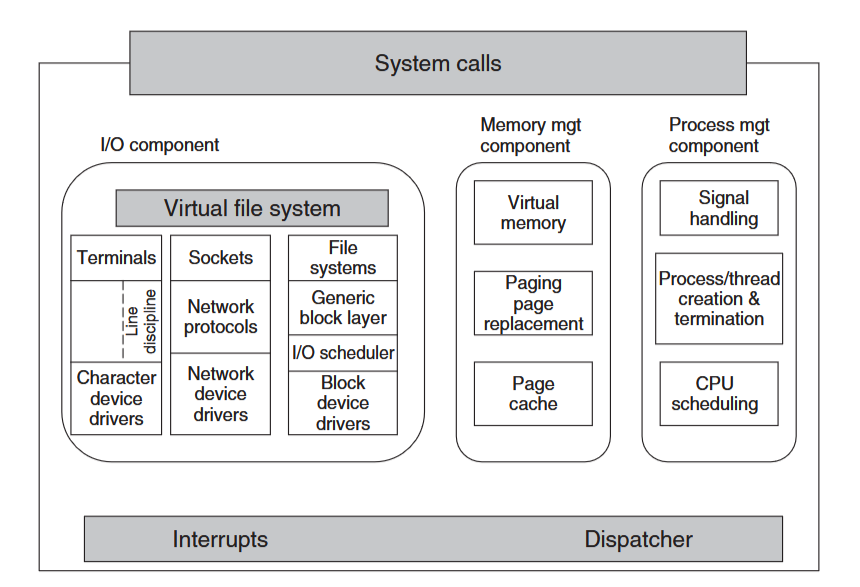 System calls
I/O component
Memory mgt
component
Process mgt
component
Virtual file system
Terminals
Line
discipline
Character
device
drivers
Sockets
Network
protocols
Network
device
drivers
File
systems
Generic
block layer
I/O scheduler
Block
device
drivers
Virtual
memory
Paging
page
replacement
Page
cache
Signal
handling
Process/thread
creation &
termination
CPU
scheduling
Interrupts
Dispatcher